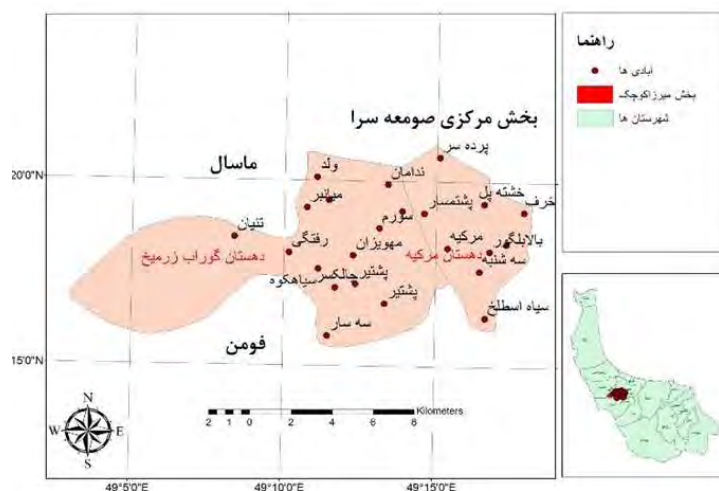 بخش مرکزی صومعه سرا
پرده سر
ماسال
ولد
ندامان
میانبر
پشتمسار
خشته پل
خرف
تنیان
سورم
رفتگی
مهویزان
مرکیه
بالابلگور
دهستان گوراب زرمیخ
دهستان مرکیه
سه شنبه
سیاهکوه
چالکسر
پشتیر
پشتیر
سیاه اسطلخ
سه سار
فومن
20'0"
15'0"N
N
W
E
S
2 1 0 2 4 6 8 Kilometers
49°5'0"E
49°10'0"E
49°15'0"E
راهنما
آبادی ها
بخش میرزاکوچک
شهرستان ها